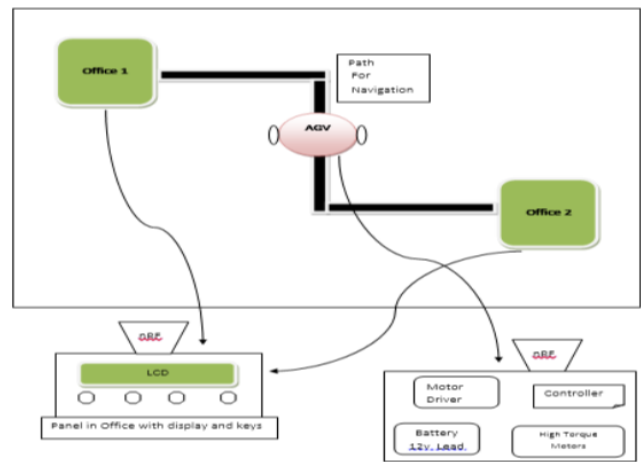 Office 1
Path
For
Navigation
AGV
Office 2
nRF
LCD
Panel in Office with display and keys
nRF
Motor
Driver
Controller
Battery
12v, Lead
High Torque
Motors